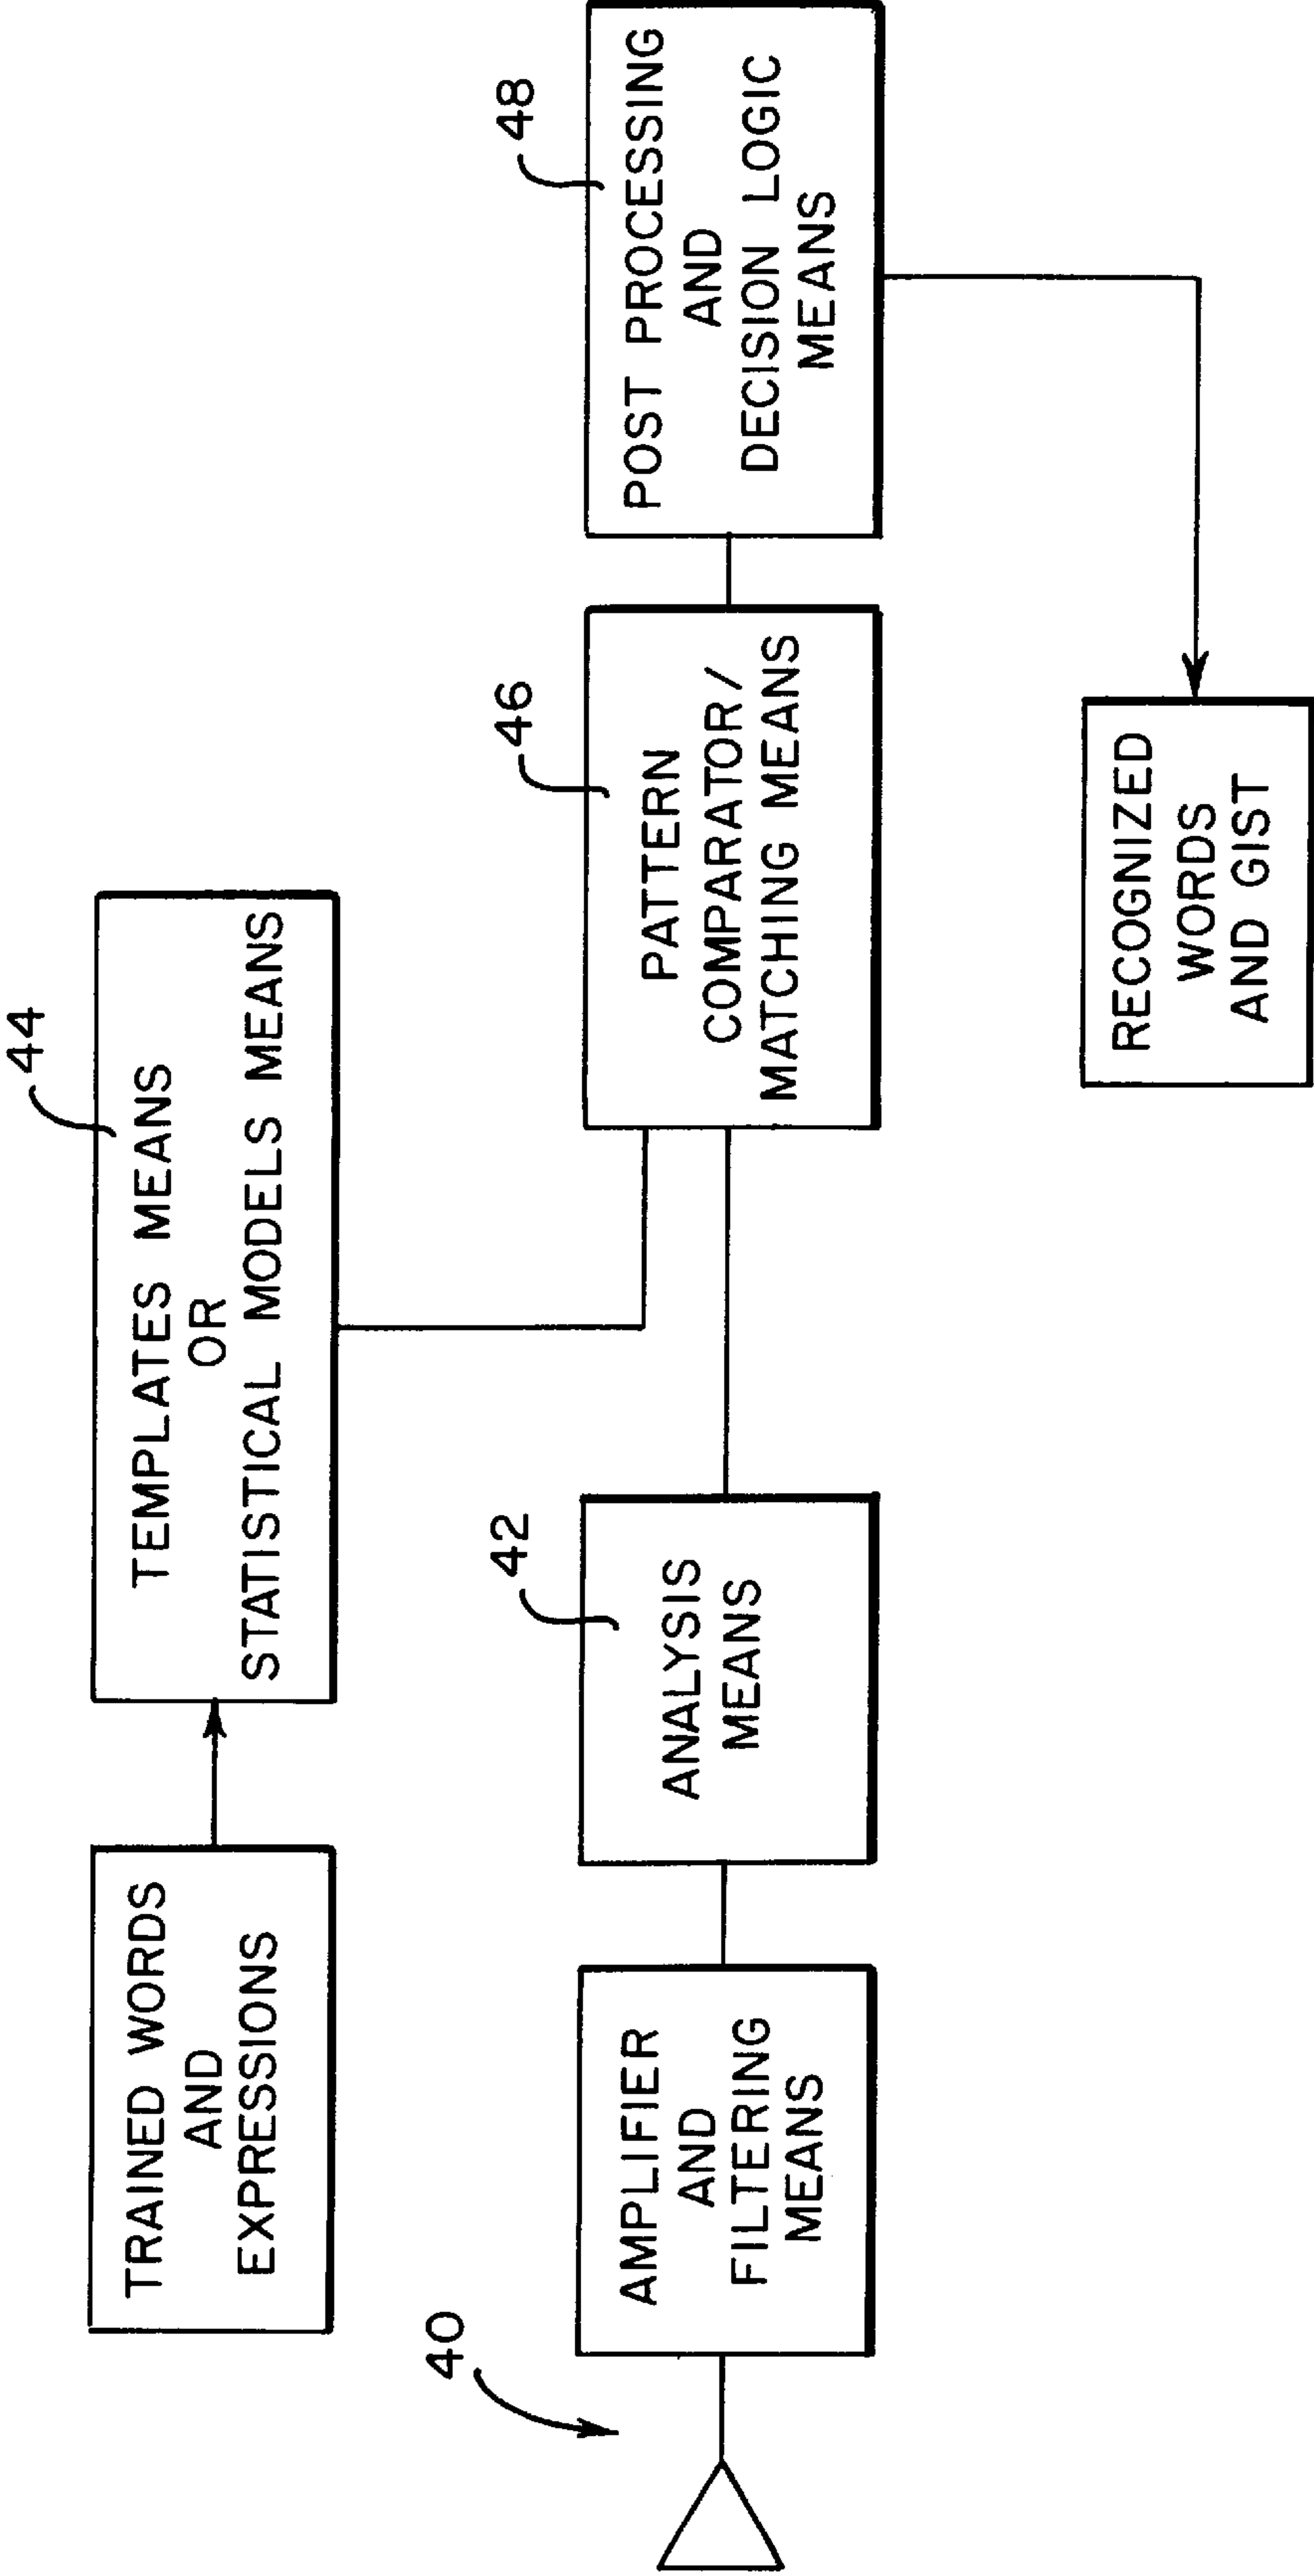 TRAINED WORDS
AND
EXPRESSIONS
44
TEMPLATES MEANS
OR
STATISTICAL MODELS MEANS
40
AMPLIFIER
AND
FILTERING
MEANS
42
ANALYSIS
MEANS
46
PATTERN
COMPARATOR/
MATCHING MEANS
48
POST PROCESSING
AND
DECISION LOGIC
MEANS
RECOGNIZED
WORDS
AND GIST